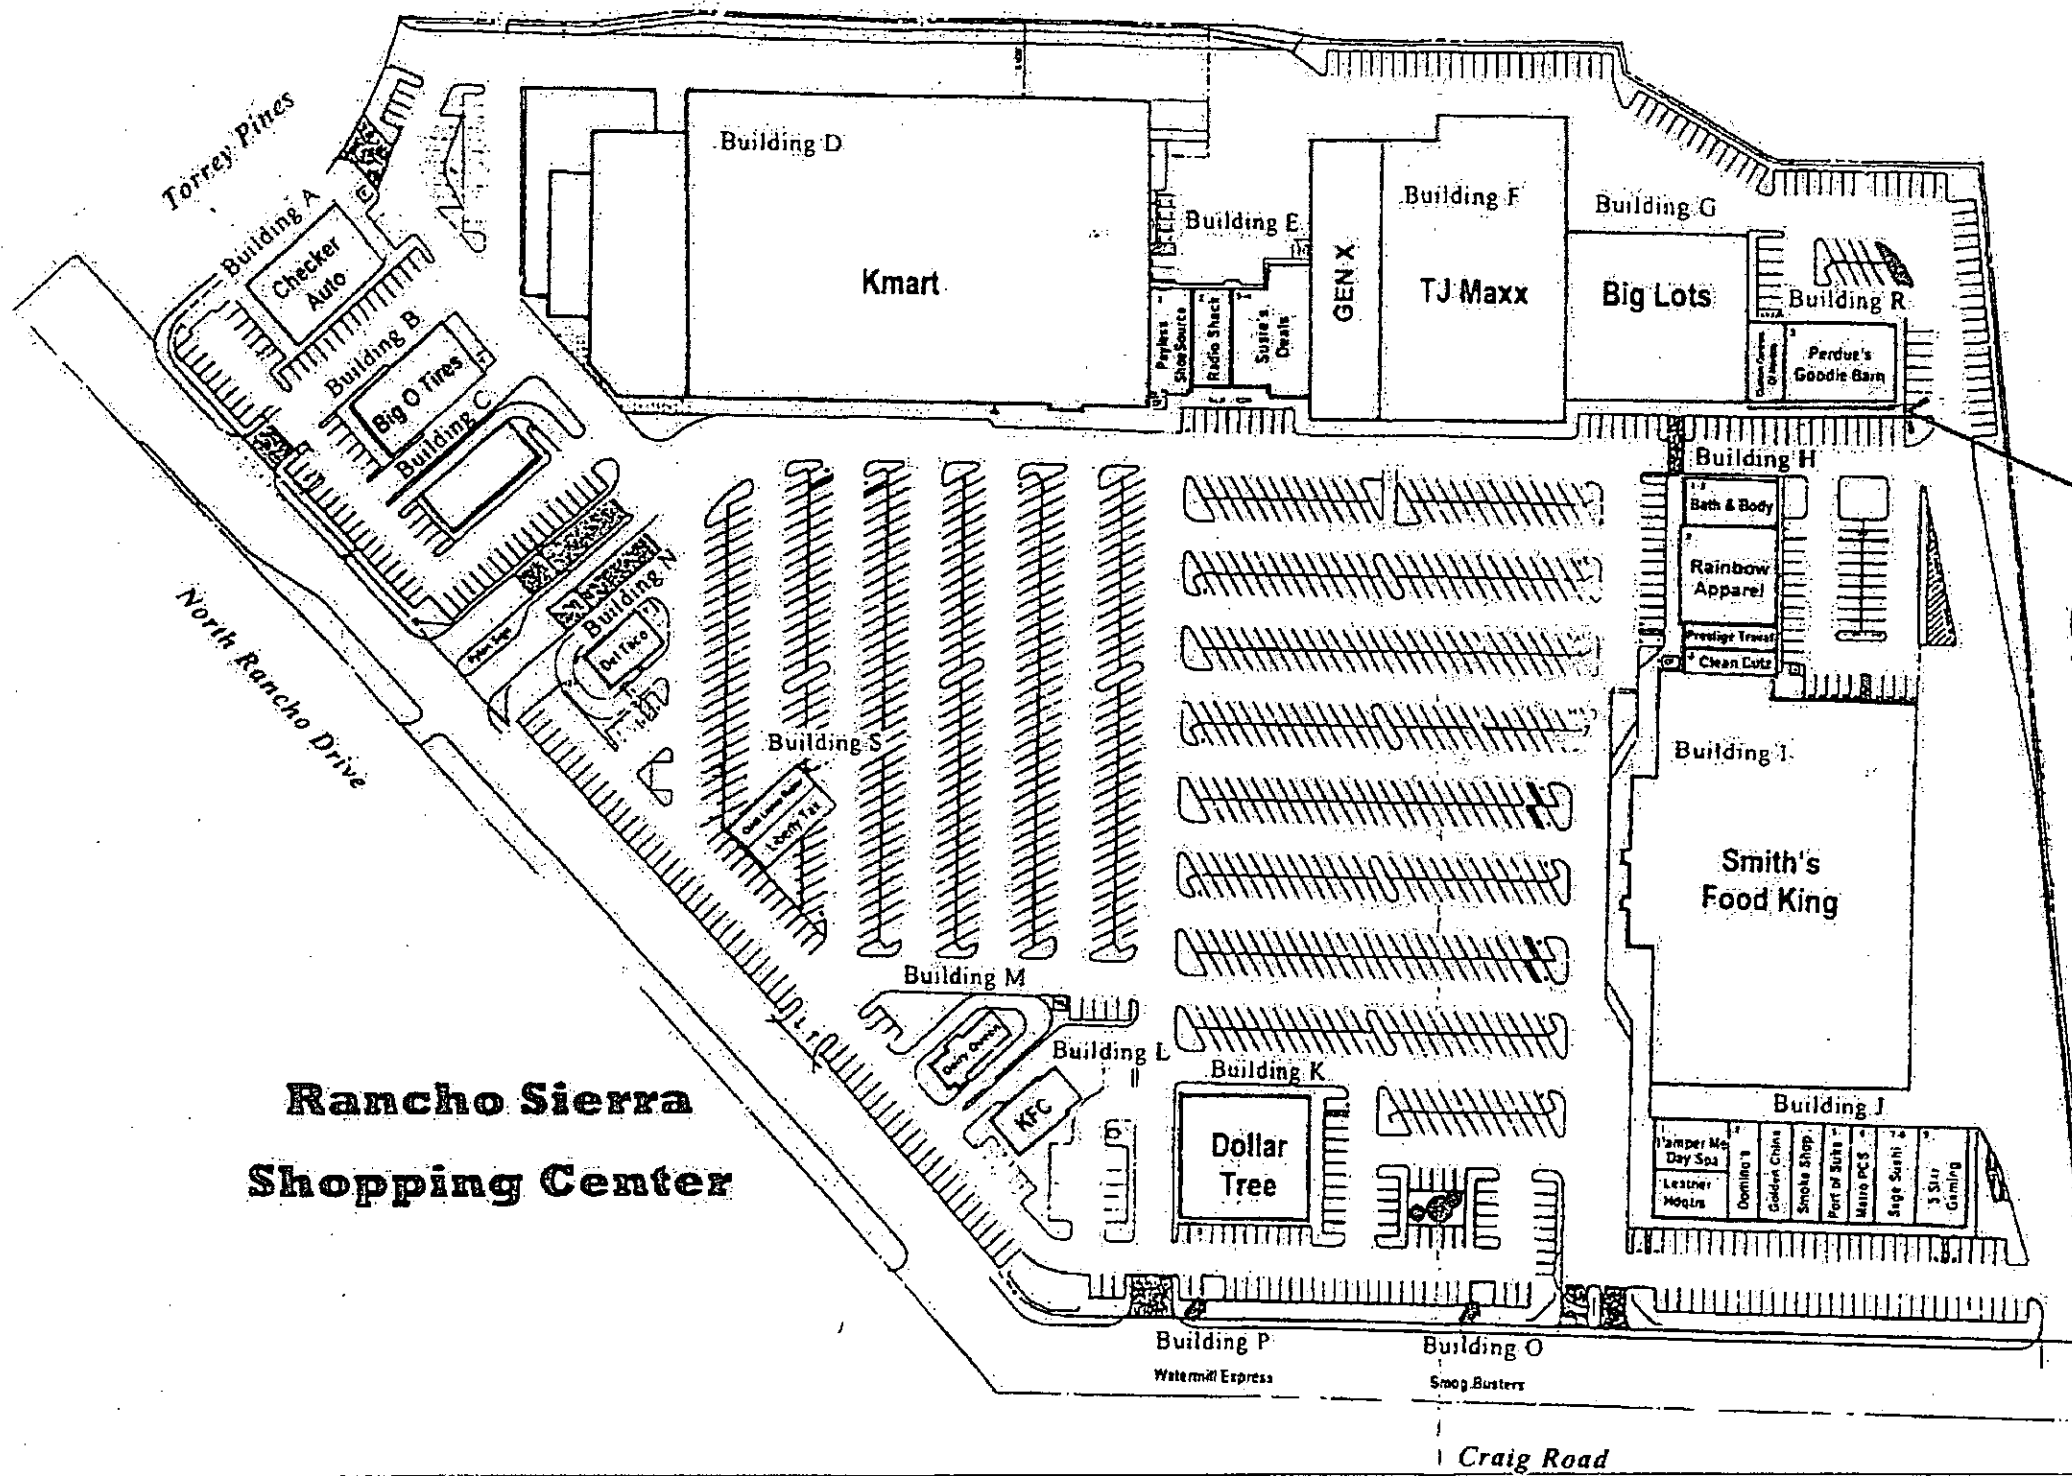 Torrey Pines
Building A
Checker
Auto
Building B
Big O Tires
Building C
Building D
Kmart
Building E
Payless
Shoe Source
Radio Shack
Susie's
Deals
GEN X
Building F
TJ Maxx
Building G
Big Lots
Building R
Perdue's
Goodie Barn
Building H
Bath & Body
Rainbow
Apparel
Prestige Travel
Clean Cutz
Building I
Smith's
Food King
North Rancho Drive
Building N
Del Taco
Building S
Liberty Tax
Building M
Dairy Queen
Building L
KFC
Building K
Dollar
Tree
Building J
Pamper Me
Day Spa
Leather
Hdqtrs
Domino's
Golden China
Smoke Shop
Port of Subs
Metro PCS
Sage Sushi
5 Star
Gaming
Rancho Sierra
Shopping Center
Building P
Watermill Express
Building O
Smog Busters
Craig Road